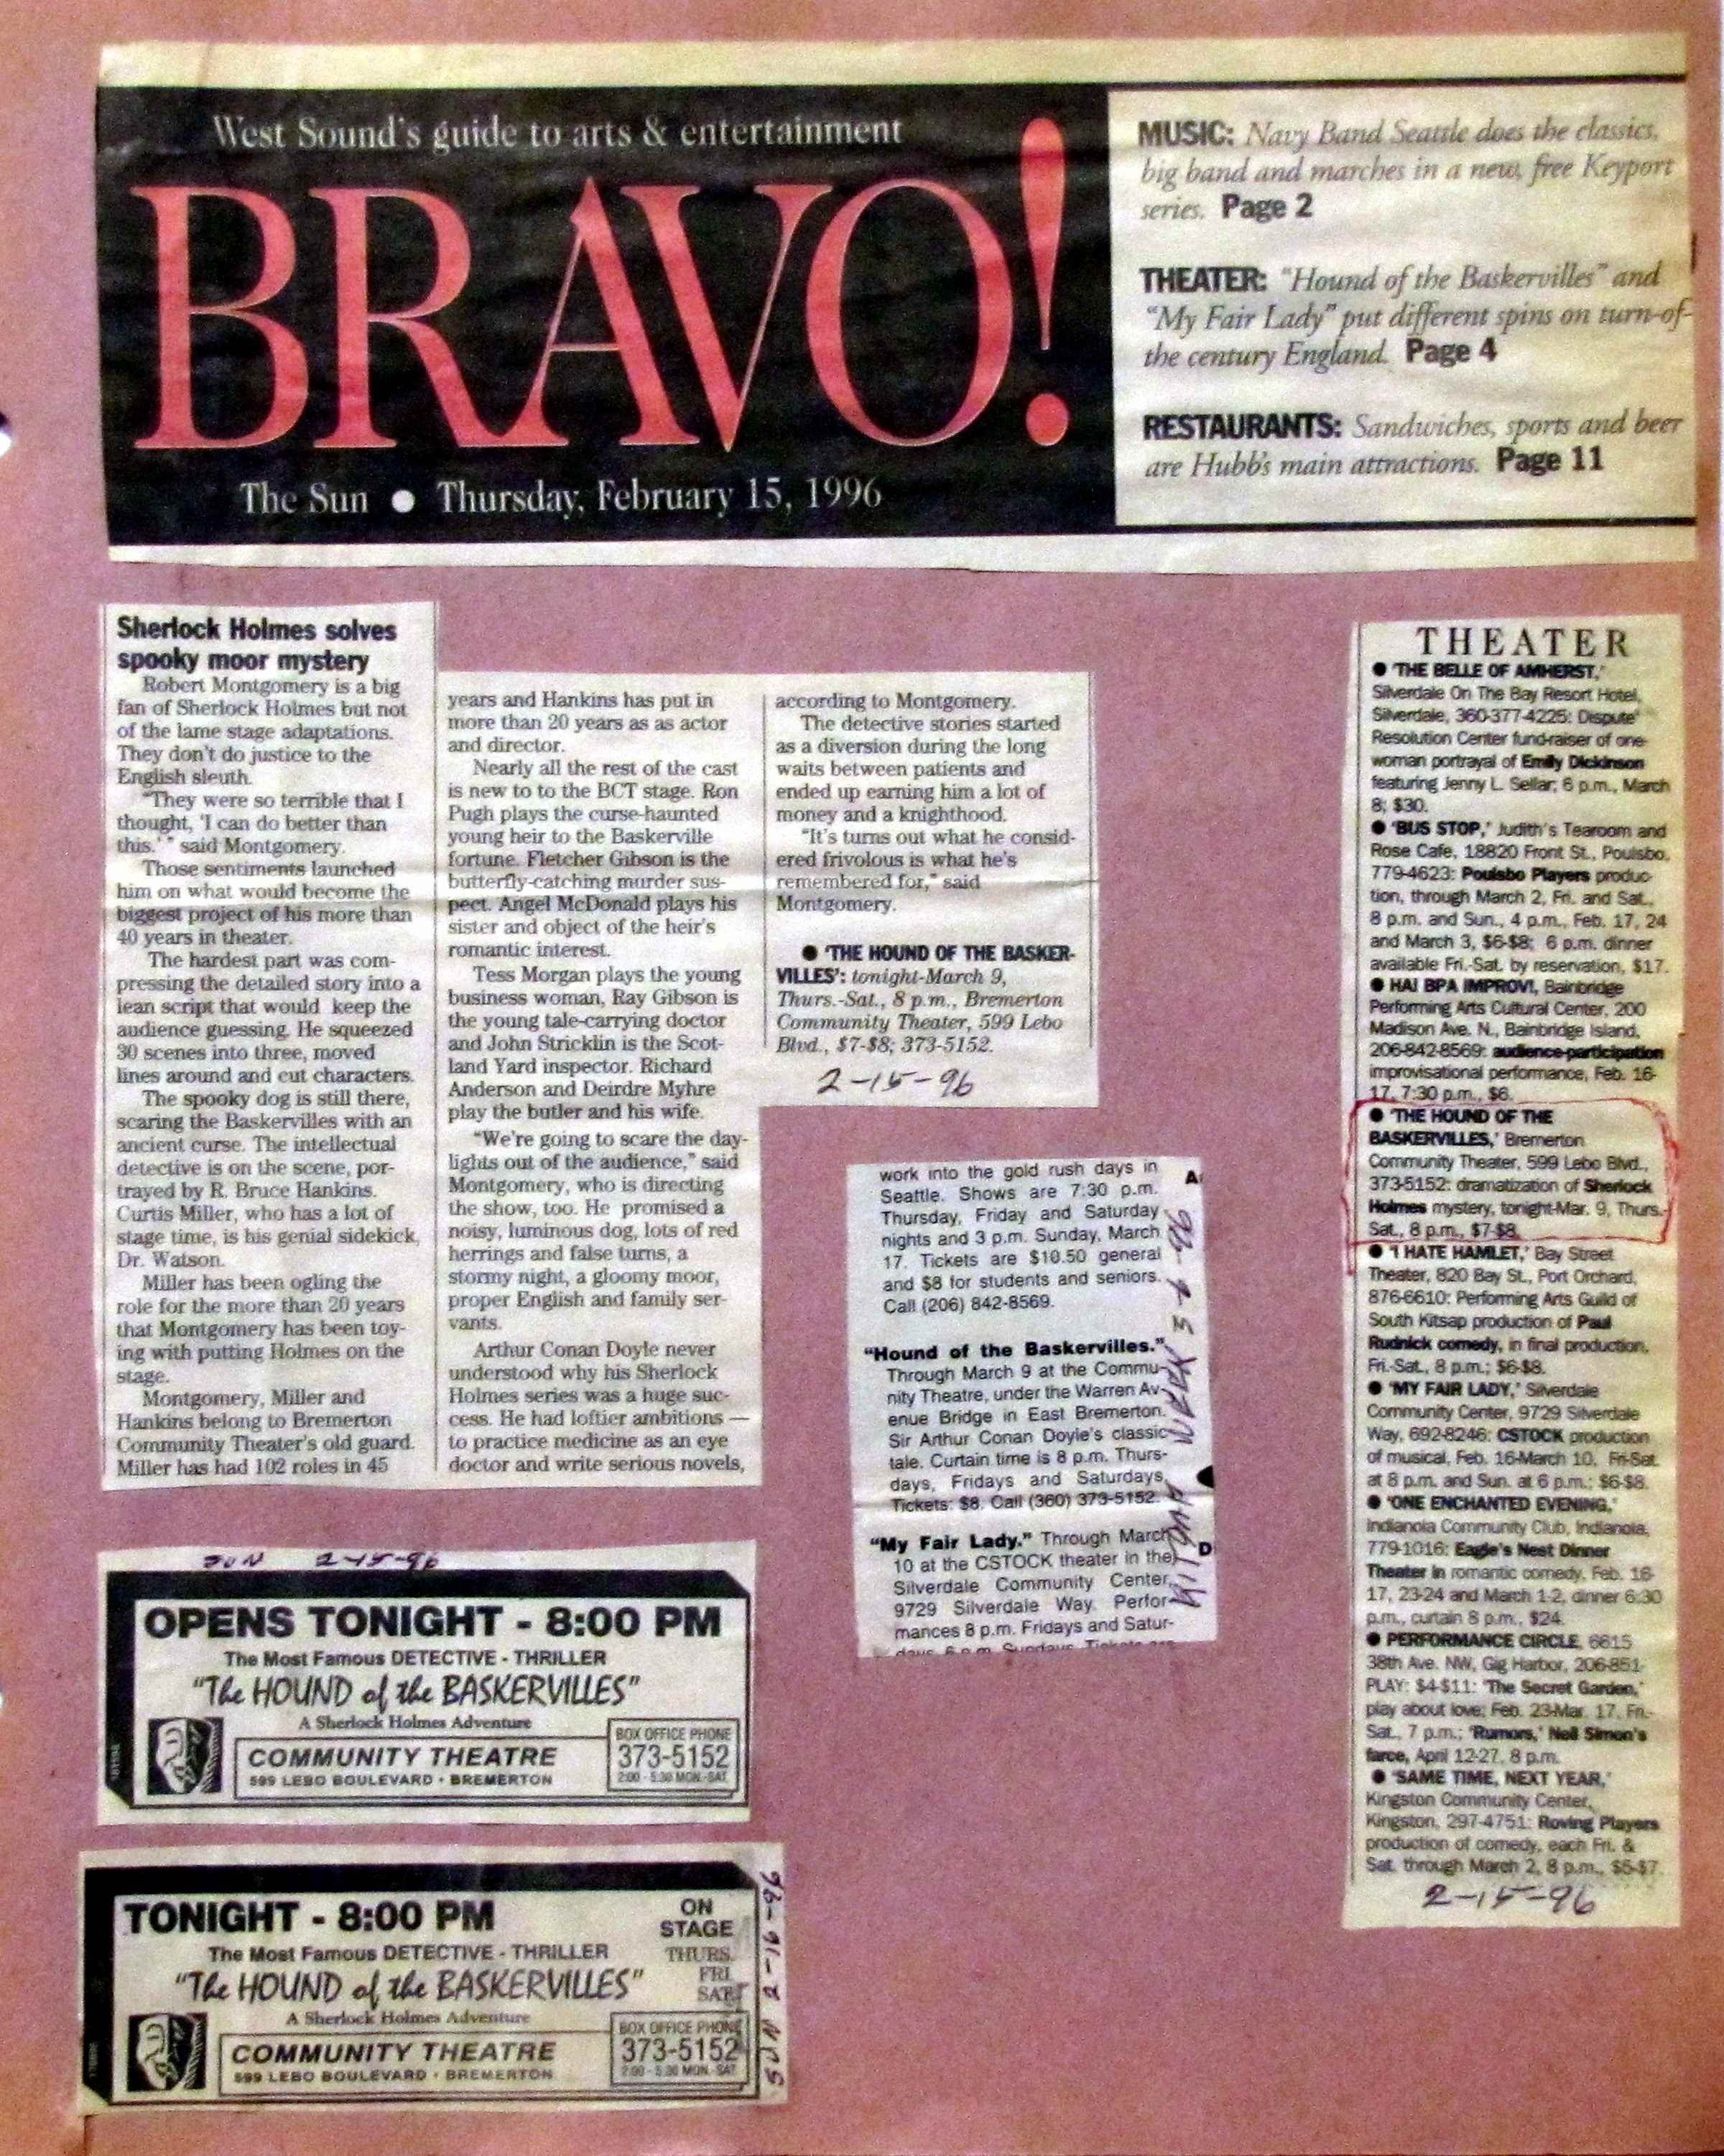 West Sound's guide to arts & entertainment
BRAVO!
The Sun ● Thursday, February 15, 1996
MUSIC: Navy Band Seattle does the classics,
big band and marches in a new, free Keyport
series. Page 2
THEATER: "Hound of the Baskervilles" and
"My Fair Lady" put different spins on turn-of-
the century England. Page 4
RESTAURANTS: Sandwiches, sports and beer
are Hubb's main attractions. Page 11
Sherlock Holmes solves
spooky moor mystery
Robert Montgomery is a big
fan of Sherlock Holmes but not
of the lame stage adaptations.
They don't do justice to the
English sleuth.
"They were so terrible that I
thought, 'I can do better than
this.' " said Montgomery.
Those sentiments launched
him on what would become the
biggest project of his more than
40 years in theater.
The hardest part was com-
pressing the detailed story into a
lean script that would keep the
audience guessing. He squeezed
30 scenes into three, moved
lines around and cut characters.
The spooky dog is still there,
scaring the Baskervilles with an
ancient curse. The intellectual
detective is on the scene, por-
trayed by R. Bruce Hankins.
Curtis Miller, who has a lot of
stage time, is his genial sidekick,
Dr. Watson.
Miller has been ogling the
role for the more than 20 years
that Montgomery has been toy-
ing with putting Holmes on the
stage.
Montgomery, Miller and
Hankins belong to Bremerton
Community Theater's old guard.
Miller has had 102 roles in 45
years and Hankins has put in
more than 20 years as as actor
and director.
Nearly all the rest of the cast
is new to to the BCT stage. Ron
Pugh plays the curse-haunted
young heir to the Baskerville
fortune. Fletcher Gibson is the
butterfly-catching murder sus-
pect. Angel McDonald plays his
sister and object of the heir's
romantic interest.
Tess Morgan plays the young
business woman, Ray Gibson is
the young tale-carrying doctor
and John Stricklin is the Scot-
land Yard inspector. Richard
Anderson and Deirdre Myhre
play the butler and his wife.
"We're going to scare the day-
lights out of the audience," said
Montgomery, who is directing
the show, too. He promised a
noisy, luminous dog, lots of red
herrings and false turns, a
stormy night, a gloomy moor,
proper English and family ser-
vants.
Arthur Conan Doyle never
understood why his Sherlock
Holmes series was a huge suc-
cess. He had loftier ambitions —
to practice medicine as an eye
doctor and write serious novels,
according to Montgomery.
The detective stories started
as a diversion during the long
waits between patients and
ended up earning him a lot of
money and a knighthood.
"It's turns out what he consid-
ered frivolous is what he's
remembered for," said
Montgomery.
● 'THE HOUND OF THE BASKER-
VILLES': tonight-March 9,
Thurs.-Sat., 8 p.m., Bremerton
Community Theater, 599 Lebo
Blvd., $7-$8; 373-5152.
2-15-96
work into the gold rush days in
Seattle. Shows are 7:30 p.m.
Thursday, Friday and Saturday
nights and 3 p.m. Sunday, March
17. Tickets are $10.50 general
and $8 for students and seniors.
Call (206) 842-8569.
"Hound of the Baskervilles."
Through March 9 at the Commu-
nity Theatre, under the Warren Av-
enue Bridge in East Bremerton.
Sir Arthur Conan Doyle's classic
tale. Curtain time is 8 p.m. Thurs-
days, Fridays and Saturdays.
Tickets: $8. Call (360) 373-5152.
"My Fair Lady." Through March
10 at the CSTOCK theater in the
Silverdale Community Center,
9729 Silverdale Way. Perfor-
mances 8 p.m. Fridays and Satur-
days, 6 p.m. Sundays. Tickets are
A
D
KITSAP WEEK 3-6-96
THEATER
● 'THE BELLE OF AMHERST,'
Silverdale On The Bay Resort Hotel,
Silverdale, 360-377-4225: Dispute
Resolution Center fund-raiser of one-
woman portrayal of Emily Dickinson
featuring Jenny L. Sellar; 6 p.m., March
8; $30.
● 'BUS STOP,' Judith's Tearoom and
Rose Cafe, 18820 Front St., Poulsbo,
779-4623: Poulsbo Players produc-
tion, through March 2, Fri. and Sat.,
8 p.m. and Sun., 4 p.m., Feb. 17, 24
and March 3, $6-$8; 6 p.m. dinner
available Fri.-Sat. by reservation, $17.
● HA! BPA IMPROV!, Bainbridge
Performing Arts Cultural Center, 200
Madison Ave. N., Bainbridge Island,
206-842-8569: audience-participation
improvisational performance, Feb. 16-
17, 7:30 p.m., $6.
● 'THE HOUND OF THE
BASKERVILLES,' Bremerton
Community Theater, 599 Lebo Blvd.,
373-5152: dramatization of Sherlock
Holmes mystery, tonight-Mar. 9, Thurs.-
Sat., 8 p.m., $7-$8.
● 'I HATE HAMLET,' Bay Street
Theater, 820 Bay St., Port Orchard,
876-6610: Performing Arts Guild of
South Kitsap production of Paul
Rudnick comedy, in final production,
Fri.-Sat., 8 p.m.; $6-$8.
● 'MY FAIR LADY,' Silverdale
Community Center, 9729 Silverdale
Way, 692-8246: CSTOCK production
of musical, Feb. 16-March 10, Fri-Sat.
at 8 p.m. and Sun. at 6 p.m.; $6-$8.
● 'ONE ENCHANTED EVENING,'
Indianola Community Club, Indianola,
779-1016: Eagle's Nest Dinner
Theater in romantic comedy, Feb. 16-
17, 23-24 and March 1-2, dinner 6:30
p.m., curtain 8 p.m., $24.
● PERFORMANCE CIRCLE, 6615
38th Ave. NW, Gig Harbor, 206-851-
PLAY: $4-$11: 'The Secret Garden,'
play about love; Feb. 23-Mar. 17, Fri.-
Sat., 7 p.m.; 'Rumors,' Neil Simon's
farce, April 12-27, 8 p.m.
● 'SAME TIME, NEXT YEAR,'
Kingston Community Center,
Kingston, 297-4751: Roving Players
production of comedy, each Fri. &
Sat. through March 2, 8 p.m., $5-$7.
2-15-96
SUN 2-15-96
OPENS TONIGHT - 8:00 PM
The Most Famous DETECTIVE - THRILLER
"The HOUND of the BASKERVILLES"
A Sherlock Holmes Adventure
COMMUNITY THEATRE
599 LEBO BOULEVARD • BREMERTON
BOX OFFICE PHONE
373-5152
2:00 - 5:30 MON.-SAT.
TONIGHT - 8:00 PM
The Most Famous DETECTIVE - THRILLER
"The HOUND of the BASKERVILLES"
A Sherlock Holmes Adventure
COMMUNITY THEATRE
599 LEBO BOULEVARD • BREMERTON
ON
STAGE
THURS.
FRI.
SAT.
BOX OFFICE PHONE
373-5152
2:00 - 5:30 MON.-SAT.
SUN 2-16-96